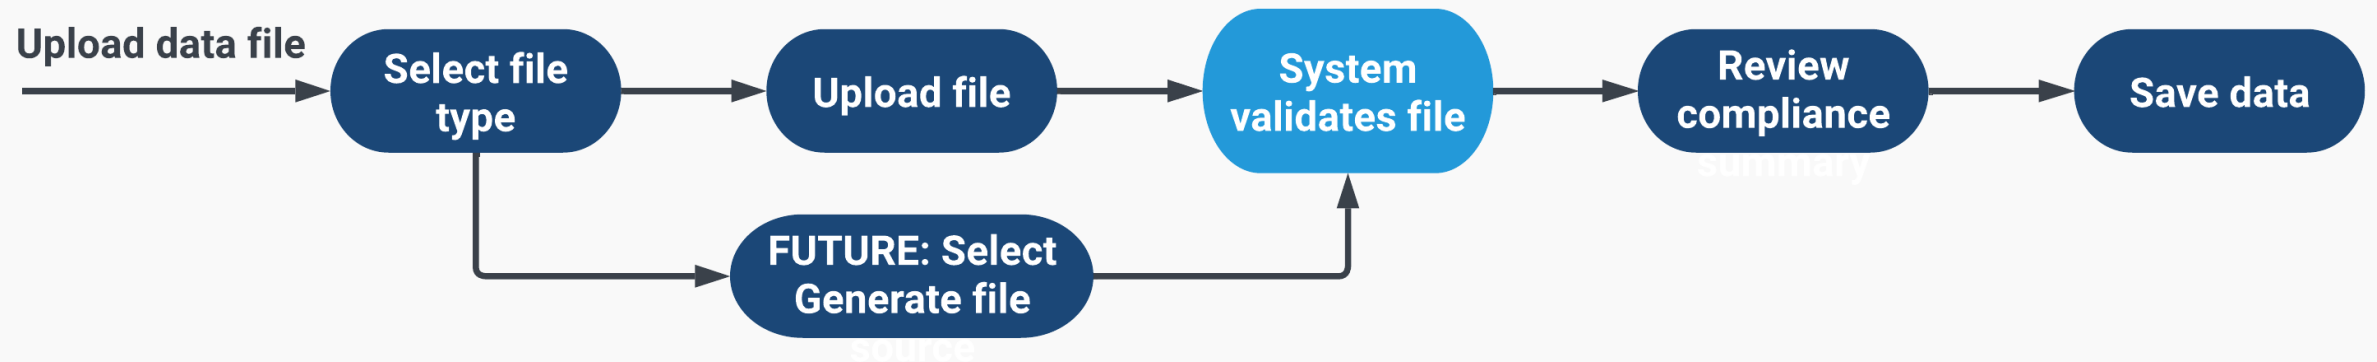 Upload data file
Select file
type
Upload file
System
validates file
Review
compliance
summary
Save data
FUTURE: Select
Generate file
source